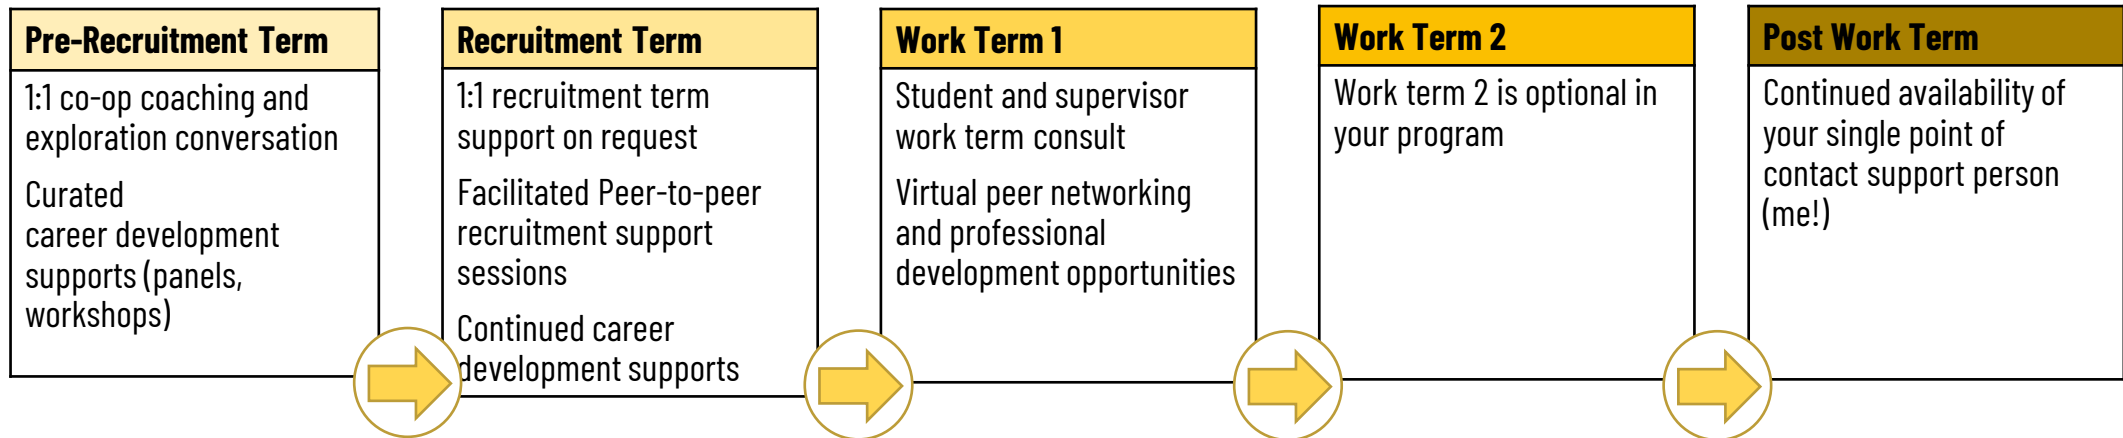 Pre-Recruitment Term
1:1 co-op coaching and
exploration conversation
Curated
career development
supports (panels,
workshops)
Recruitment Term
1:1 recruitment term
support on request
Facilitated Peer-to-peer
recruitment support
sessions
Continued career
development supports
Work Term 1
Student and supervisor
work term consult
Virtual peer networking
and professional
development opportunities
Work Term 2
Work term 2 is optional in
your program
Post Work Term
Continued availability of
your single point of
contact support person
(me!)